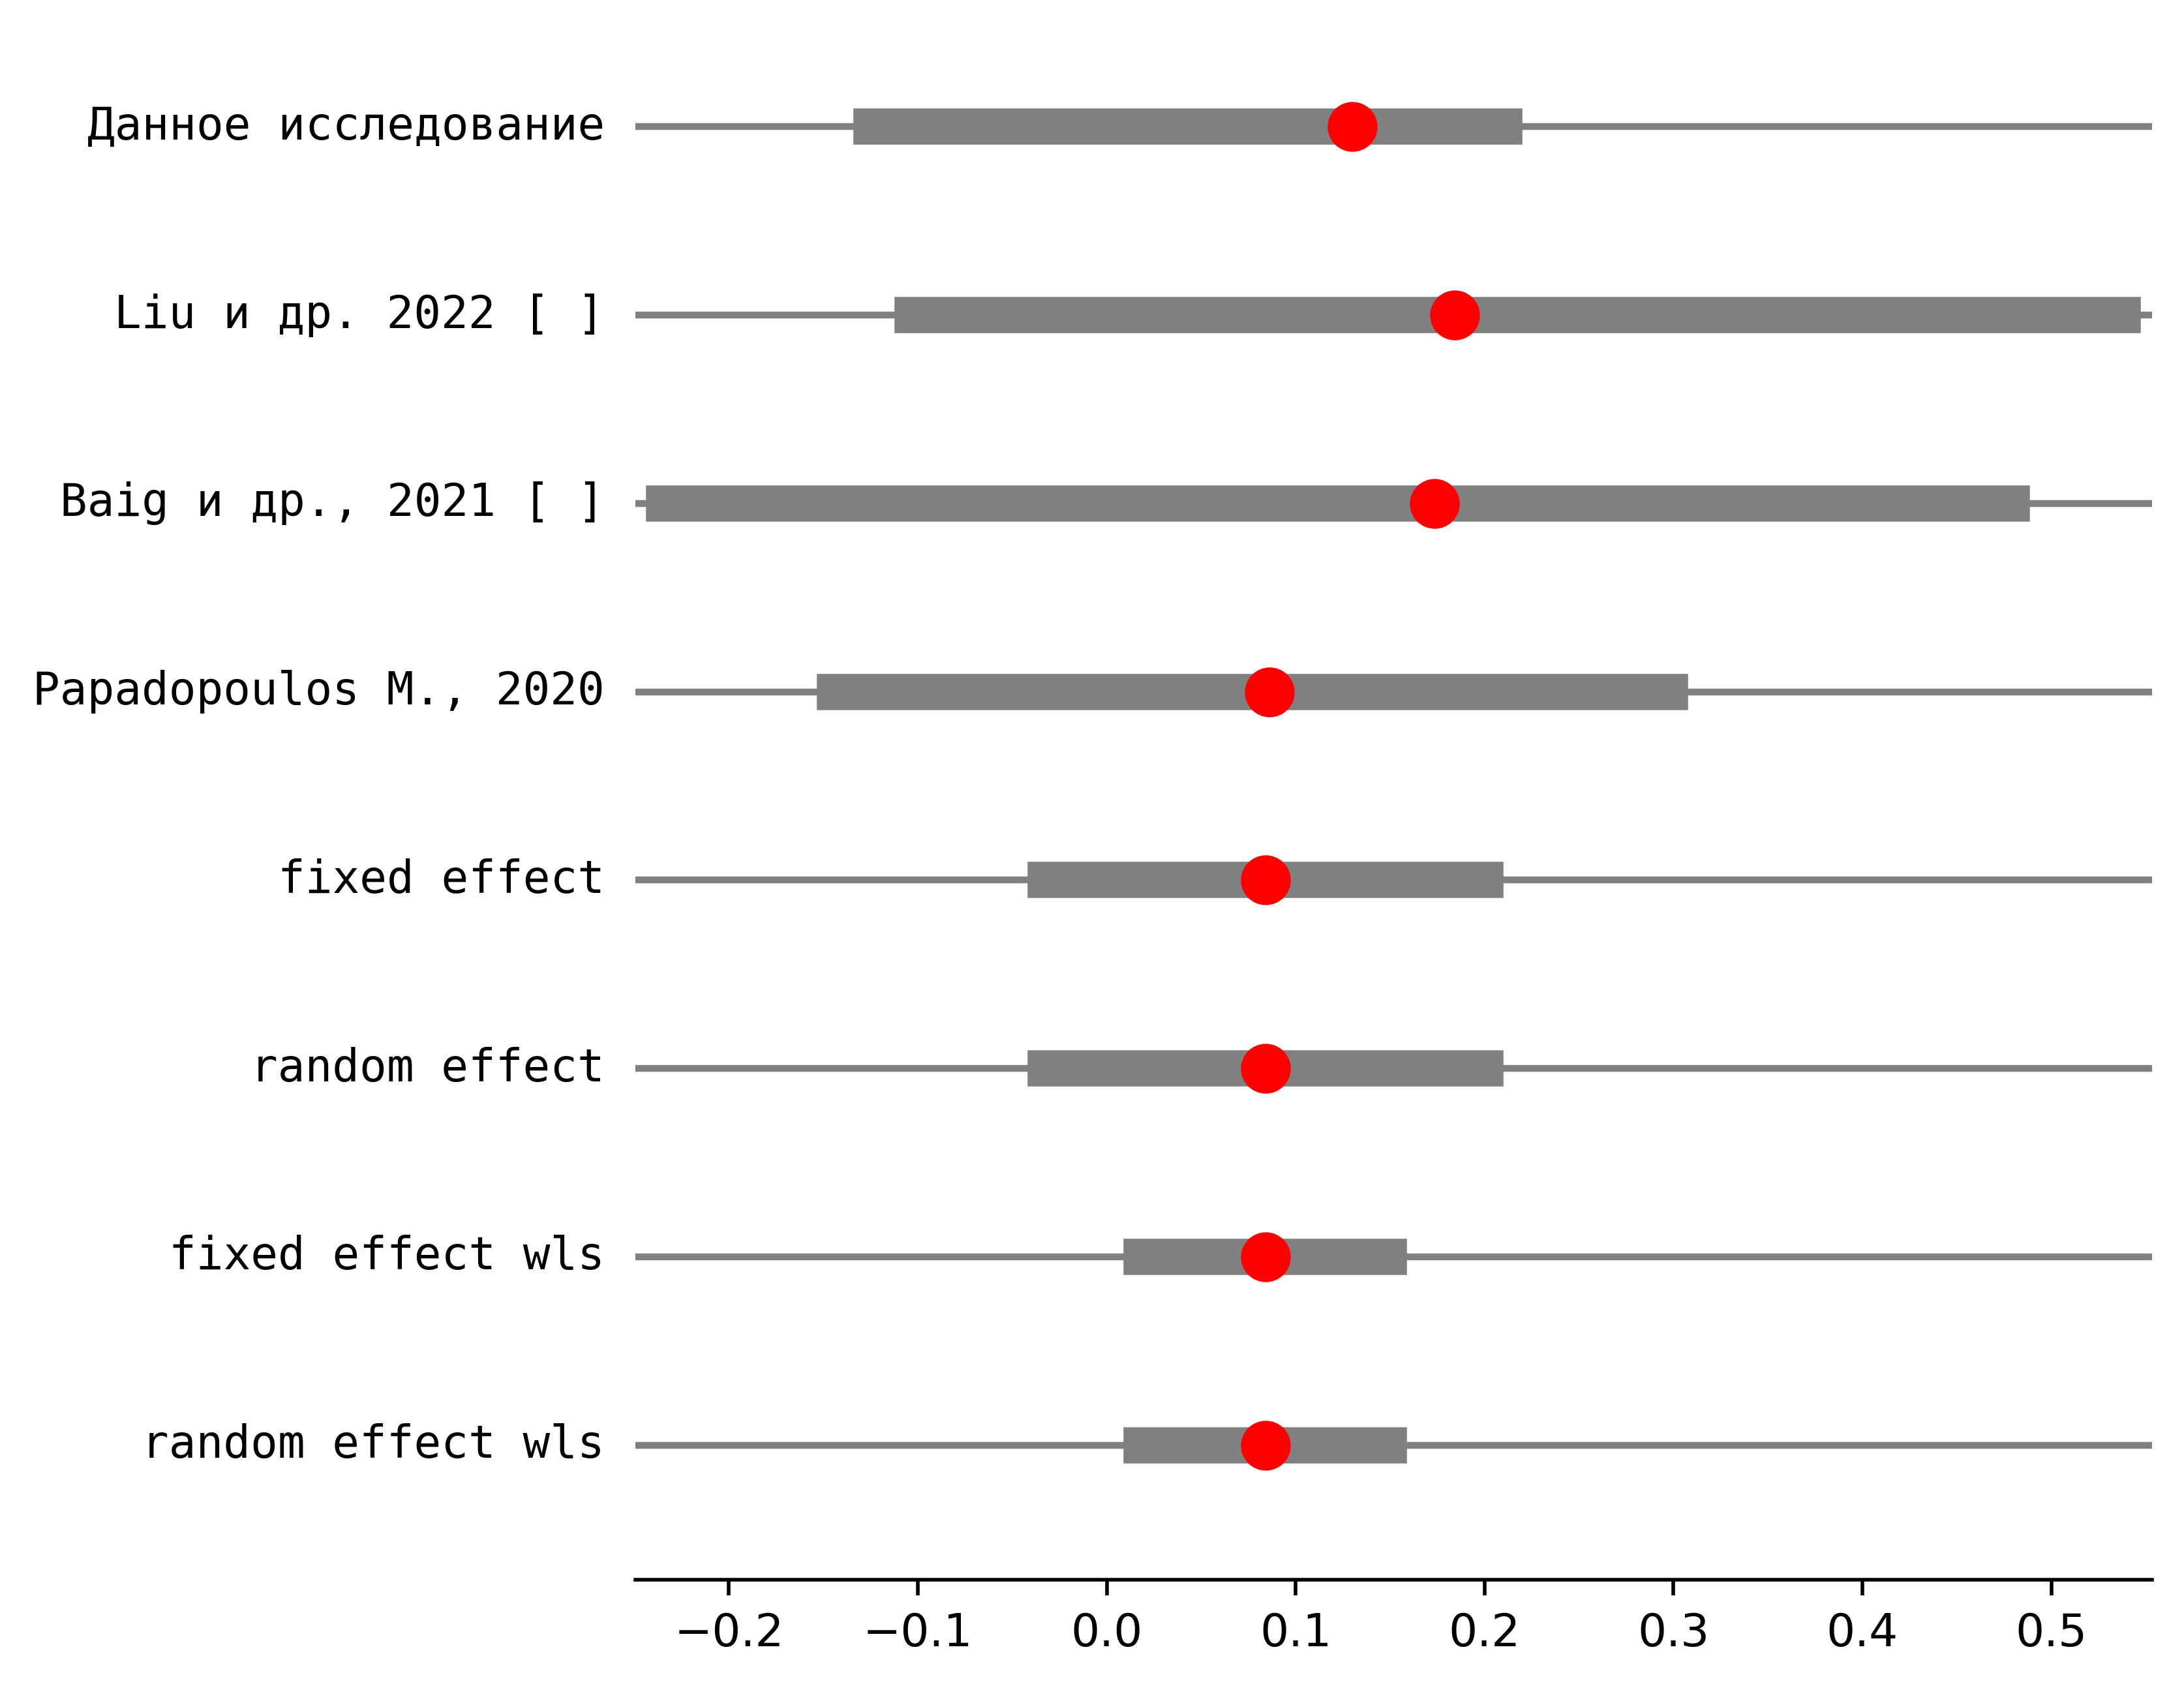 Данное исследование
Liu и др. 2022 [ ]
Baig и др., 2021 [ ]
Papadopoulos M., 2020
fixed effect
random effect
fixed effect wls
random effect wls
−0.2 −0.1 0.0 0.1 0.2 0.3 0.4 0.5